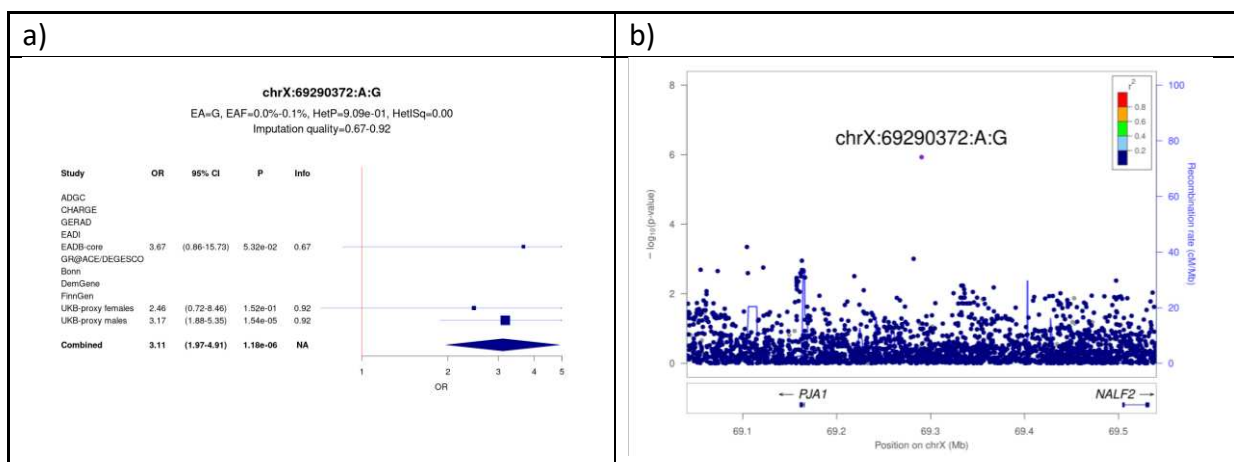 a)
b)
chrX:69290372:A:G
EA=G, EAF=0.0%-0.1%, HetP=9.09e-01, HetISq=0.00
Imputation quality=0.67-0.92
Study OR 95% CI P Info
ADGC
CHARGE
GERAD
EADI
EADB-core 3.67 (0.86-15.73) 5.32e-02 0.67
GR@ACE/DEGESCO
Bonn
DemGene
FinnGen
UKB-proxy females 2.46 (0.72-8.46) 1.52e-01 0.92
UKB-proxy males 3.17 (1.88-5.35) 1.54e-05 0.92
Combined 3.11 (1.97-4.91) 1.18e-06 NA
1 2 3 4 5
OR
chrX:69290372:A:G
r²
0.8
0.6
0.4
0.2
8
6
4
2
0
− log₁₀(p-value)
100
80
60
40
20
0
Recombination rate (cM/Mb)
← PJA1
NALF2 →
69.1 69.2 69.3 69.4 69.5
Position on chrX (Mb)